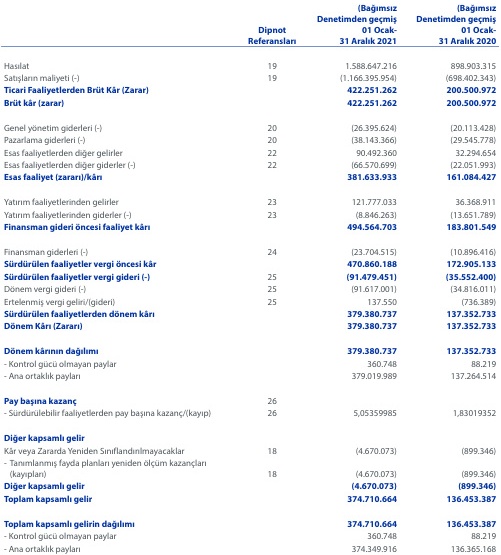 (Bağımsız (Bağımsız
Denetimden geçmiş Denetimden geçmiş
Dipnot 01 Ocak- 01 Ocak-
Referansları 31 Aralık 2021 31 Aralık 2020
Hasılat 19 1.588.647.216 898.903.315
Satışların maliyeti (-) 19 (1.166.395.954) (698.402.343)
Ticari Faaliyetlerden Brüt Kâr (Zarar) 422.251.262 200.500.972
Brüt kâr (zarar) 422.251.262 200.500.972
Genel yönetim giderleri (-) 20 (26.395.624) (20.113.428)
Pazarlama giderleri (-) 20 (38.143.366) (29.545.778)
Esas faaliyetlerden diğer gelirler 22 90.492.360 32.294.654
Esas faaliyetlerden diğer giderler (-) 22 (66.570.699) (22.051.993)
Esas faaliyet (zararı)/kârı 381.633.933 161.084.427
Yatırım faaliyetlerinden gelirler 23 121.777.033 36.368.911
Yatırım faaliyetlerinden giderler (-) 23 (8.846.263) (13.651.789)
Finansman gideri öncesi faaliyet kârı 494.564.703 183.801.549
Finansman giderleri (-) 24 (23.704.515) (10.896.416)
Sürdürülen faaliyetler vergi öncesi kâr 470.860.188 172.905.133
Sürdürülen faaliyetler vergi gideri (-) 25 (91.479.451) (35.552.400)
Dönem vergi gideri (-) 25 (91.617.001) (34.816.011)
Ertelenmiş vergi geliri/(gideri) 25 137.550 (736.389)
Sürdürülen faaliyetlerden dönem kârı 379.380.737 137.352.733
Dönem Kârı (Zararı) 379.380.737 137.352.733
Dönem kârının dağılımı 379.380.737 137.352.733
- Kontrol gücü olmayan paylar 360.748 88.219
- Ana ortaklık payları 379.019.989 137.264.514
Pay başına kazanç 26
- Sürdürülebilir faaliyetlerden pay başına kazanç/(kayıp) 26 5,05359985 1,83019352
Diğer kapsamlı gelir
Kâr veya Zararda Yeniden Sınıflandırılmayacaklar 18 (4.670.073) (899.346)
- Tanımlanmış fayda planları yeniden ölçüm kazançları
(kayıpları) 18 (4.670.073) (899.346)
Diğer kapsamlı gelir (4.670.073) (899.346)
Toplam kapsamlı gelir 374.710.664 136.453.387
Toplam kapsamlı gelirin dağılımı 374.710.664 136.453.387
- Kontrol gücü olmayan paylar 360.748 88.219
- Ana ortaklık payları 374.349.916 136.365.168